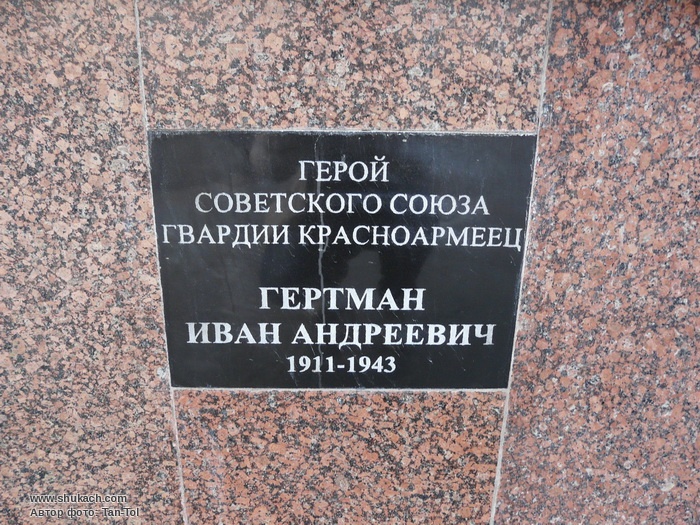 ГЕРОЙ
СОВЕТСКОГО СОЮЗА
ГВАРДИИ КРАСНОАРМЕЕЦ
ГЕРТМАН
ИВАН АНДРЕЕВИЧ
1911-1943
www.shukach.com
Автор фото- Tan-Tol